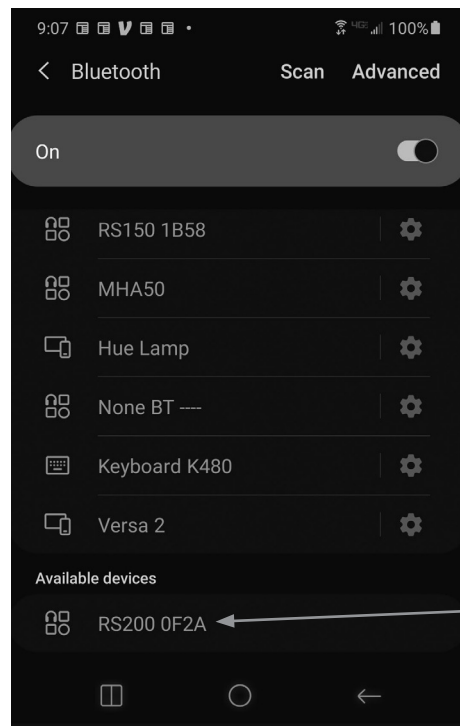 9:07 4GE 100%
Bluetooth Scan Advanced
On
RS150 1B58
MHA50
Hue Lamp
None BT ----
Keyboard K480
Versa 2
Available devices
RS200 0F2A